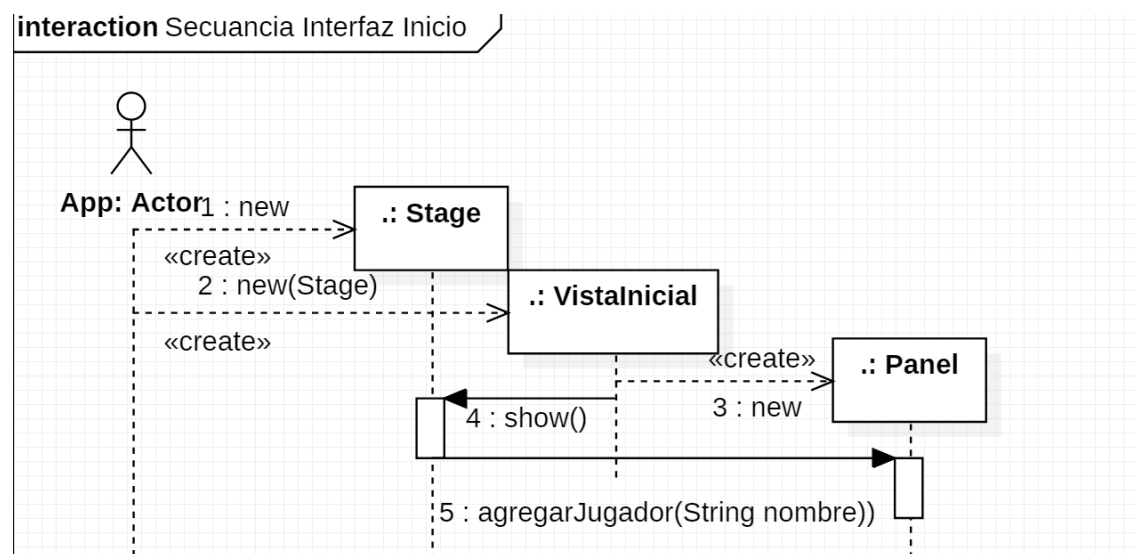 interaction Secuancia Interfaz Inicio
App: Actor
1 : new
.: Stage
«create»
2 : new(Stage)
.: VistaInicial
«create»
«create»
.: Panel
3 : new
4 : show()
5 : agregarJugador(String nombre))